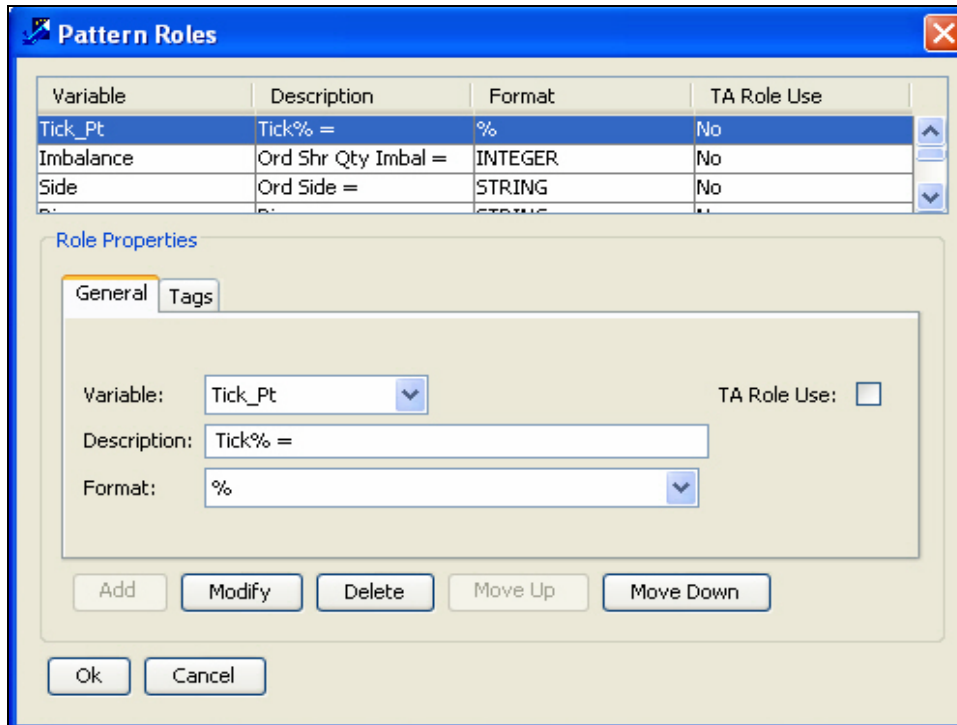 Pattern Roles
Variable Description Format TA Role Use
Tick_Pt Tick% = % No
Imbalance Ord Shr Qty Imbal = INTEGER No
Side Ord Side = STRING No
Role Properties
General Tags
Variable: Tick_Pt TA Role Use:
Description: Tick% =
Format: %
Add Modify Delete Move Up Move Down
Ok Cancel